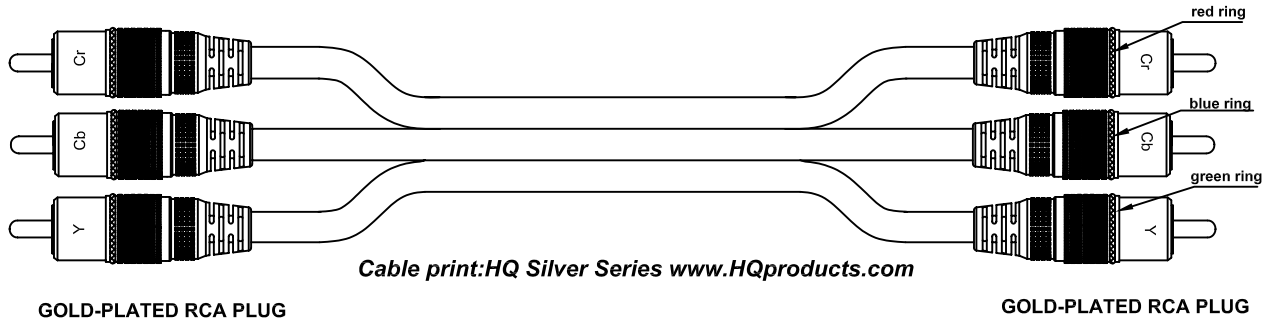 red ring
Cr
Cr
blue ring
Cb
Cb
green ring
Y
Y
Cable print:HQ Silver Series www.HQproducts.com
GOLD-PLATED RCA PLUG
GOLD-PLATED RCA PLUG